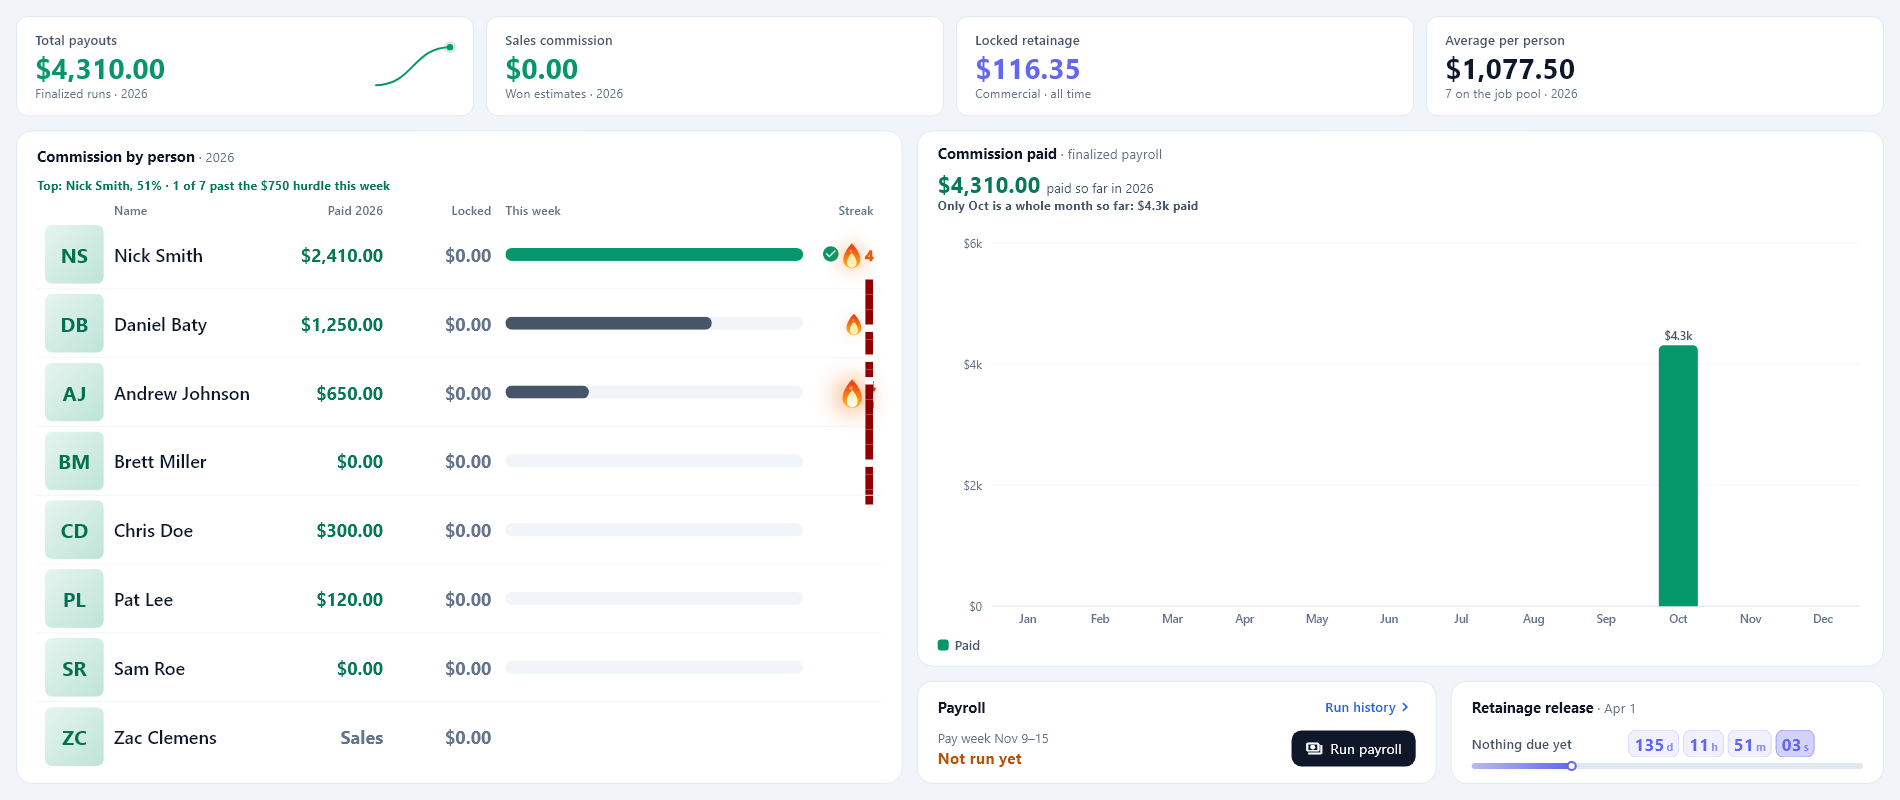 Total payouts
$4,310.00
Finalized runs · 2026
Sales commission
$0.00
Won estimates · 2026
Locked retainage
$116.35
Commercial · all time
Average per person
$1,077.50
7 on the job pool · 2026
Commission by person · 2026
Top: Nick Smith, 51% · 1 of 7 past the $750 hurdle this week
Name Paid 2026 Locked This week Streak
NS Nick Smith $2,410.00 $0.00 4
DB Daniel Baty $1,250.00 $0.00
AJ Andrew Johnson $650.00 $0.00
BM Brett Miller $0.00 $0.00
CD Chris Doe $300.00 $0.00
PL Pat Lee $120.00 $0.00
SR Sam Roe $0.00 $0.00
ZC Zac Clemens Sales $0.00
Commission paid · finalized payroll
$4,310.00 paid so far in 2026
Only Oct is a whole month so far: $4.3k paid
$6k
$4k
$2k
$0
$4.3k
Jan Feb Mar Apr May Jun Jul Aug Sep Oct Nov Dec
Paid
Payroll
Run history
Pay week Nov 9–15
Not run yet
Run payroll
Retainage release · Apr 1
Nothing due yet
135 d 11 h 51 m 03 s